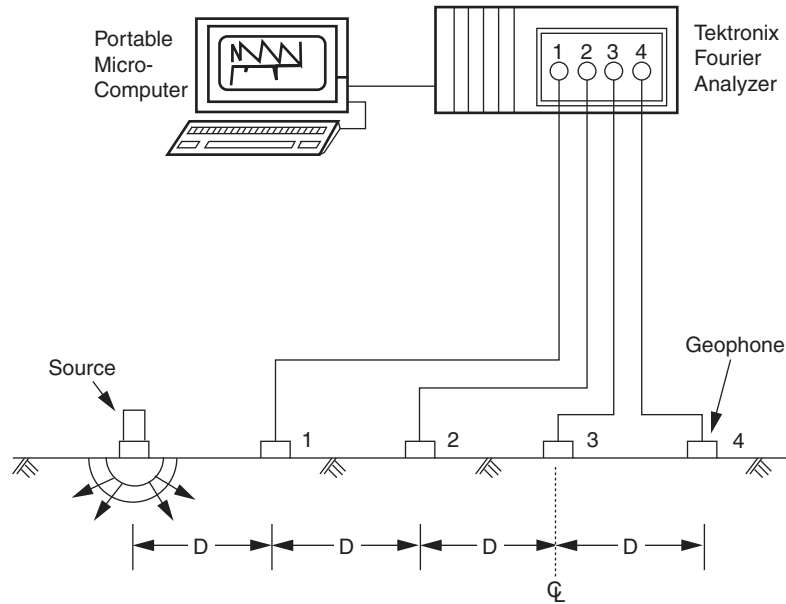 Portable
Micro-
Computer
Tektronix
Fourier
Analyzer
1 2 3 4
Source
Geophone
1
2
3
4
D D D D
℄